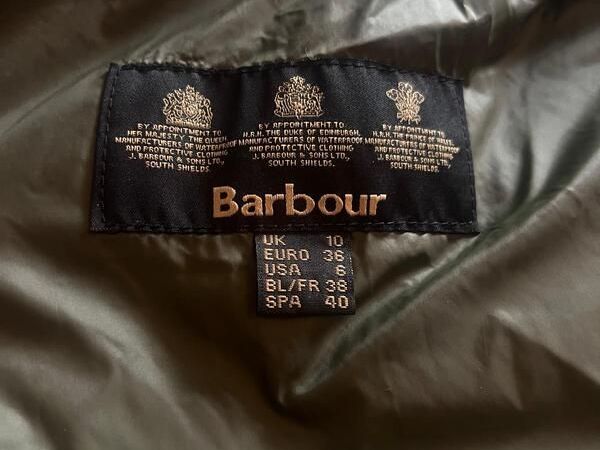 BY APPOINTMENT TO
HER MAJESTY THE QUEEN
MANUFACTURERS OF WATERPROOF
AND PROTECTIVE CLOTHING
J. BARBOUR & SONS LTD.,
SOUTH SHIELDS.
BY APPOINTMENT TO
H.R.H. THE DUKE OF EDINBURGH,
MANUFACTURERS OF WATERPROOF
AND PROTECTIVE CLOTHING
J. BARBOUR & SONS LTD.,
SOUTH SHIELDS.
BY APPOINTMENT TO
H.R.H. THE PRINCE OF WALES
MANUFACTURERS OF WATERPROOF
AND PROTECTIVE CLOTHING
J. BARBOUR & SONS LTD.,
SOUTH SHIELDS.
Barbour
UK 10
EURO 36
USA 6
BL/FR 38
SPA 40